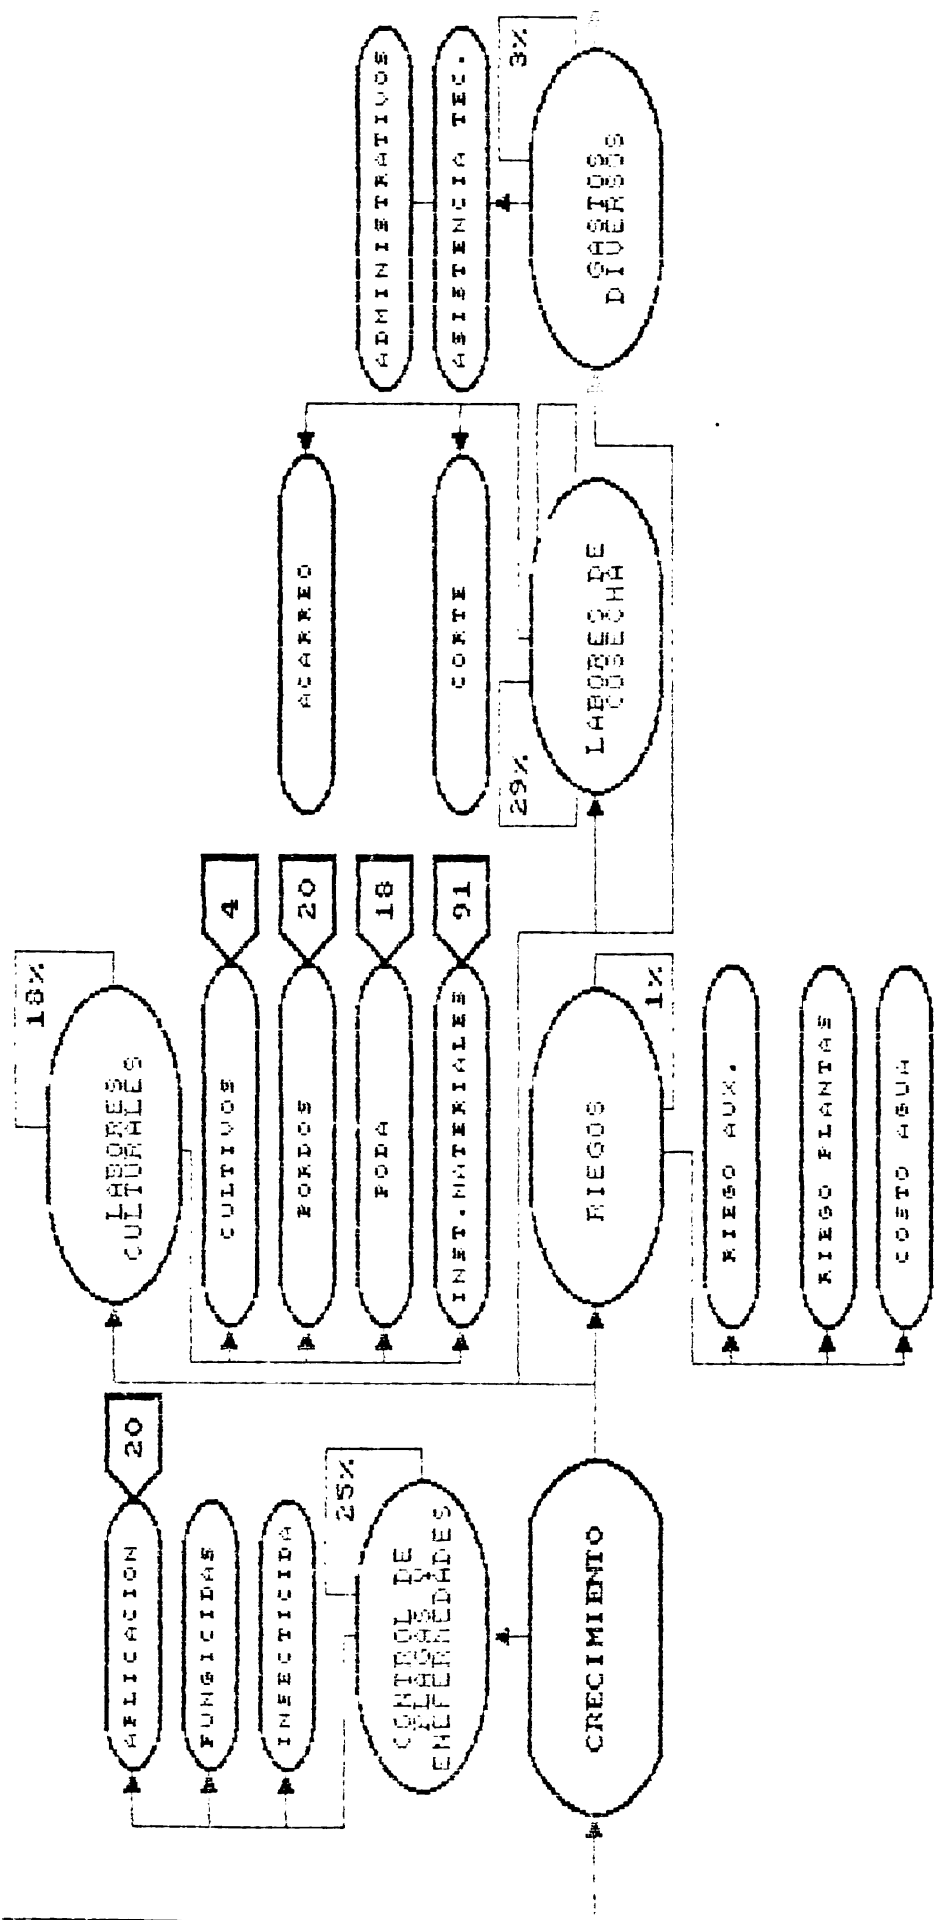 APLICACION
20
FUNGICIDAS
INSECTICIDA
25%
CONTROL DE
PLAGAS Y
ENEFERMEDADES
CRECIMIENTO
18%
LABORES
CULTURALES
CULTIVOS
4
BORDOS
20
PODA
18
INST.MATERIALES
91
RIEGOS
1%
RIEGO AUX.
RIEGO PLANTAS
COSTO AGUA
ACARREO
CORTE
29%
LABORES DE
COSECHA
ADMINISTRATIVOS
ASISTENCIA TEC.
3%
GASTOS
DIVERSOS